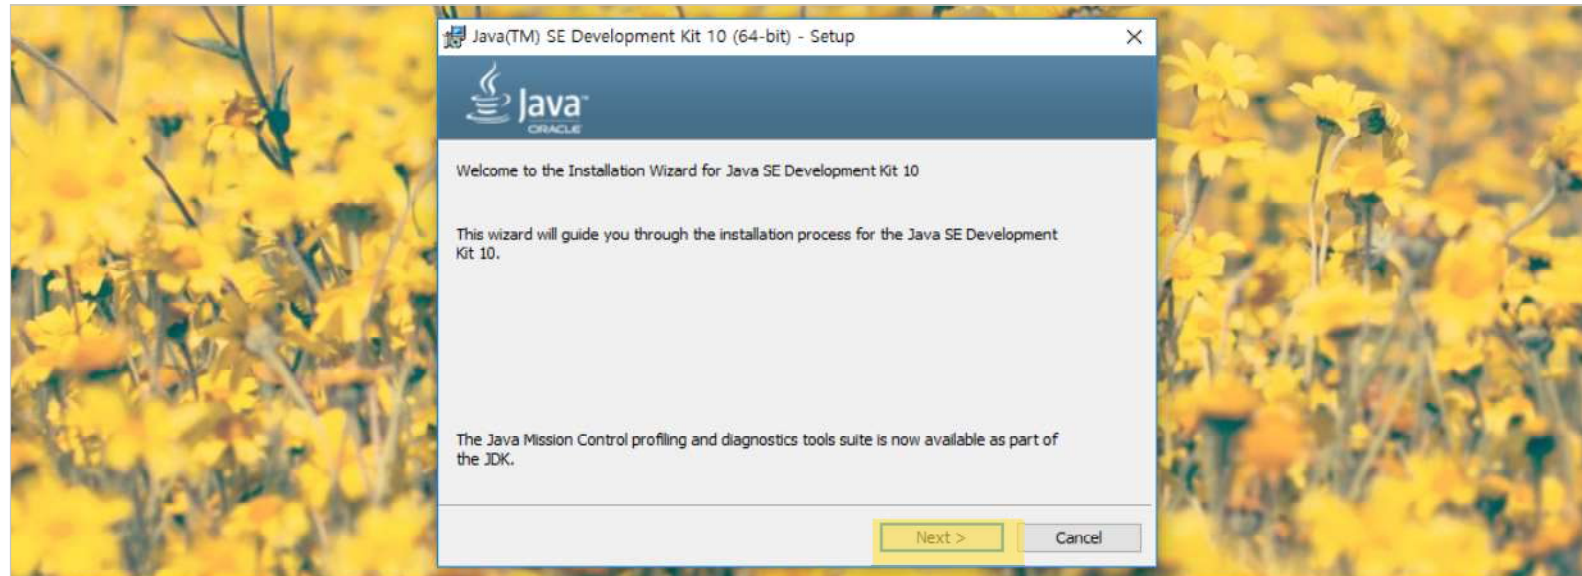 Java(TM) SE Development Kit 10 (64-bit) - Setup
Java™
ORACLE
Welcome to the Installation Wizard for Java SE Development Kit 10
This wizard will guide you through the installation process for the Java SE Development
Kit 10.
The Java Mission Control profiling and diagnostics tools suite is now available as part of
the JDK.
Next >
Cancel